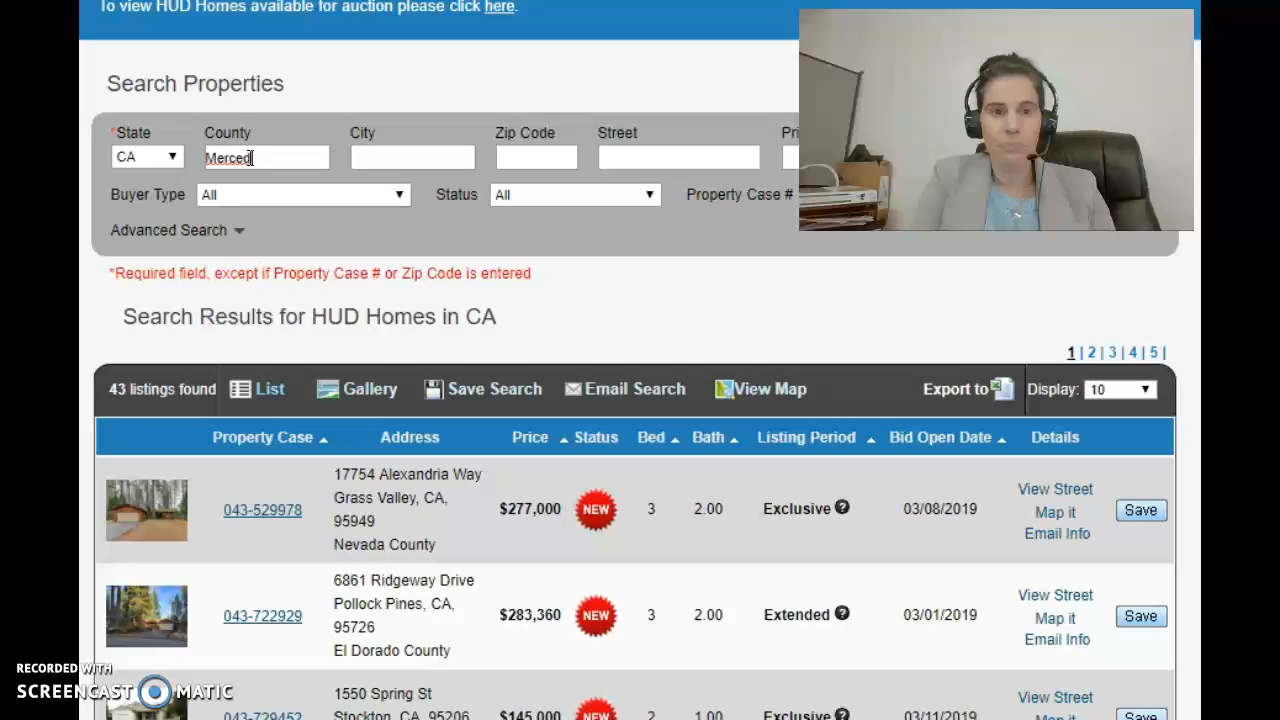 To view HUD Homes available for auction please click here.
Search Properties
*State County City Zip Code Street Pri
CA Merced
Buyer Type All Status All Property Case #
Advanced Search
*Required field, except if Property Case # or Zip Code is entered
Search Results for HUD Homes in CA
1 | 2 | 3 | 4 | 5 |
43 listings found List Gallery Save Search Email Search View Map Export to Display: 10
Property Case Address Price Status Bed Bath Listing Period Bid Open Date Details
17754 Alexandria Way
Grass Valley, CA,
95949
Nevada County
043-529978 $277,000 NEW 3 2.00 Exclusive ? 03/08/2019
View Street
Map it
Email Info
Save
6861 Ridgeway Drive
Pollock Pines, CA,
95726
El Dorado County
043-722929 $283,360 NEW 3 2.00 Extended ? 03/01/2019
View Street
Map it
Email Info
Save
1550 Spring St
Stockton, CA, 95206
043-729452 $145,000 NEW 2 1.00 Exclusive ? 03/11/2019
View Street
Map it
Save
RECORDED WITH
SCREENCAST MATIC